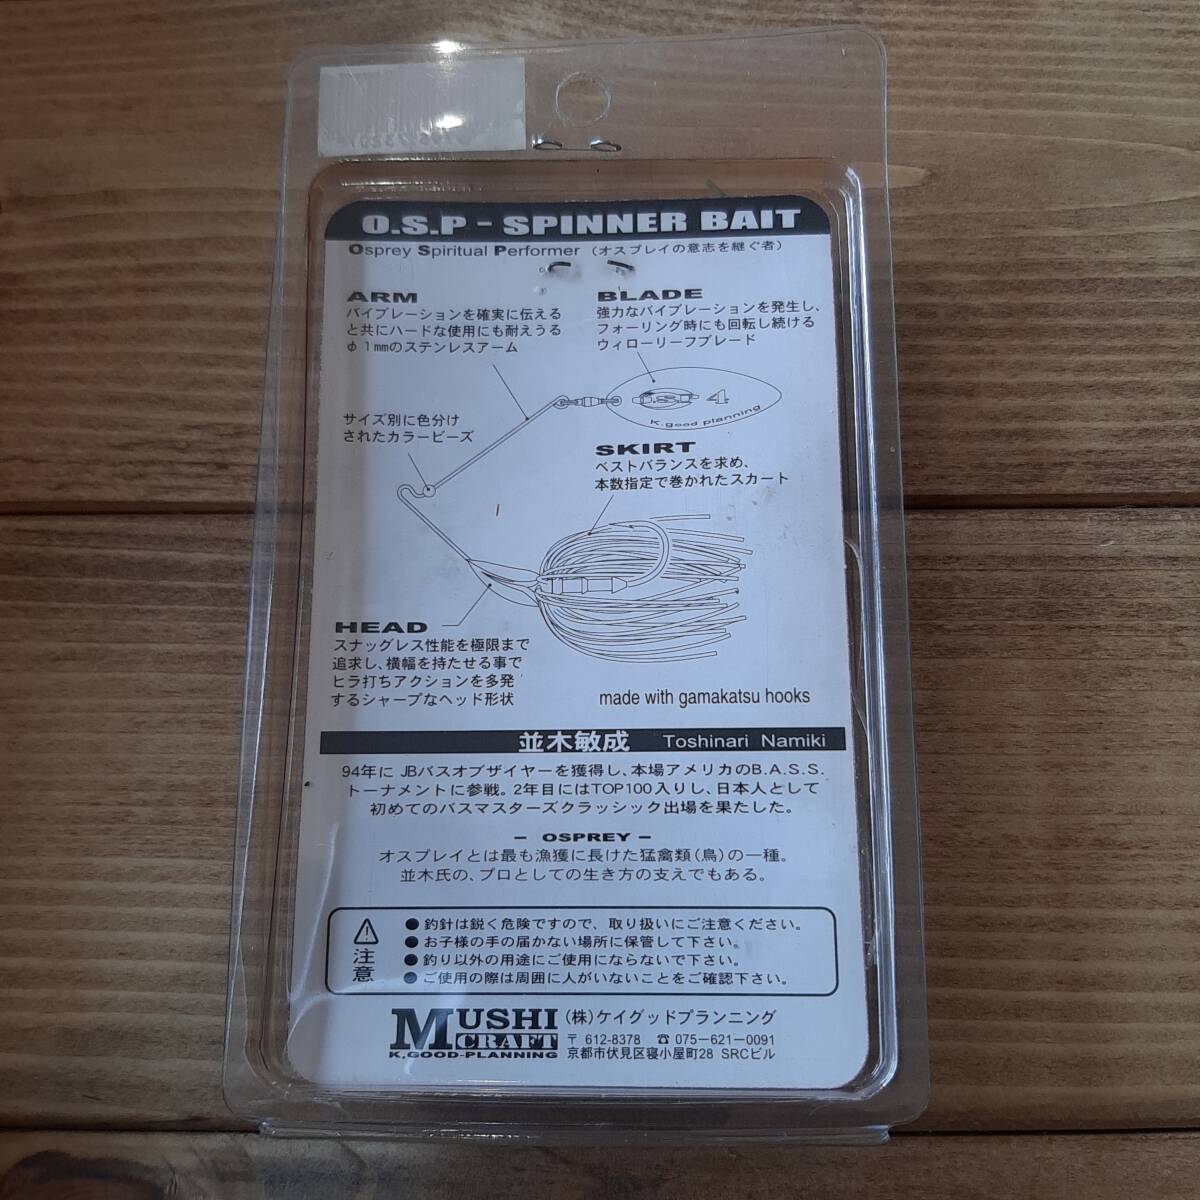 O.S.P - SPINNER BAIT
Osprey Spiritual Performer (オスプレイの意志を継ぐ者)
ARM
バイブレーションを確実に伝える
と共にハードな使用にも耐えうる
φ1mmのステンレスアーム
BLADE
強力なバイブレーションを発生し、
フォーリング時にも回転し続ける
ウィローリーフブレード
O.S.P 4
K.good planning
サイズ別に色分け
されたカラービーズ
SKIRT
ベストバランスを求め、
本数指定で巻かれたスカート
HEAD
スナッグレス性能を極限まで
追求し、横幅を持たせる事で
ヒラ打ちアクションを多発
するシャープなヘッド形状
made with gamakatsu hooks
並木敏成 Toshinari Namiki
94年に JBバスオブザイヤーを獲得し、本場アメリカのB.A.S.S.
トーナメントに参戦。2年目にはTOP100入りし、日本人として
初めてのバスマスターズクラッシック出場を果たした。
- OSPREY -
オスプレイとは最も漁獲に長けた猛禽類(鳥)の一種。
並木氏の、プロとしての生き方の支えでもある。
注意
●釣針は鋭く危険ですので、取り扱いにご注意ください。
●お子様の手の届かない場所に保管して下さい。
●釣り以外の用途にご使用にならないで下さい。
●ご使用の際は周囲に人がいないことをご確認下さい。
MUSHI CRAFT
K,GOOD-PLANNING
(株)ケイグッドプランニング
〒 612-8378 ☎075-621-0091
京都市伏見区寝小屋町28 SRCビル